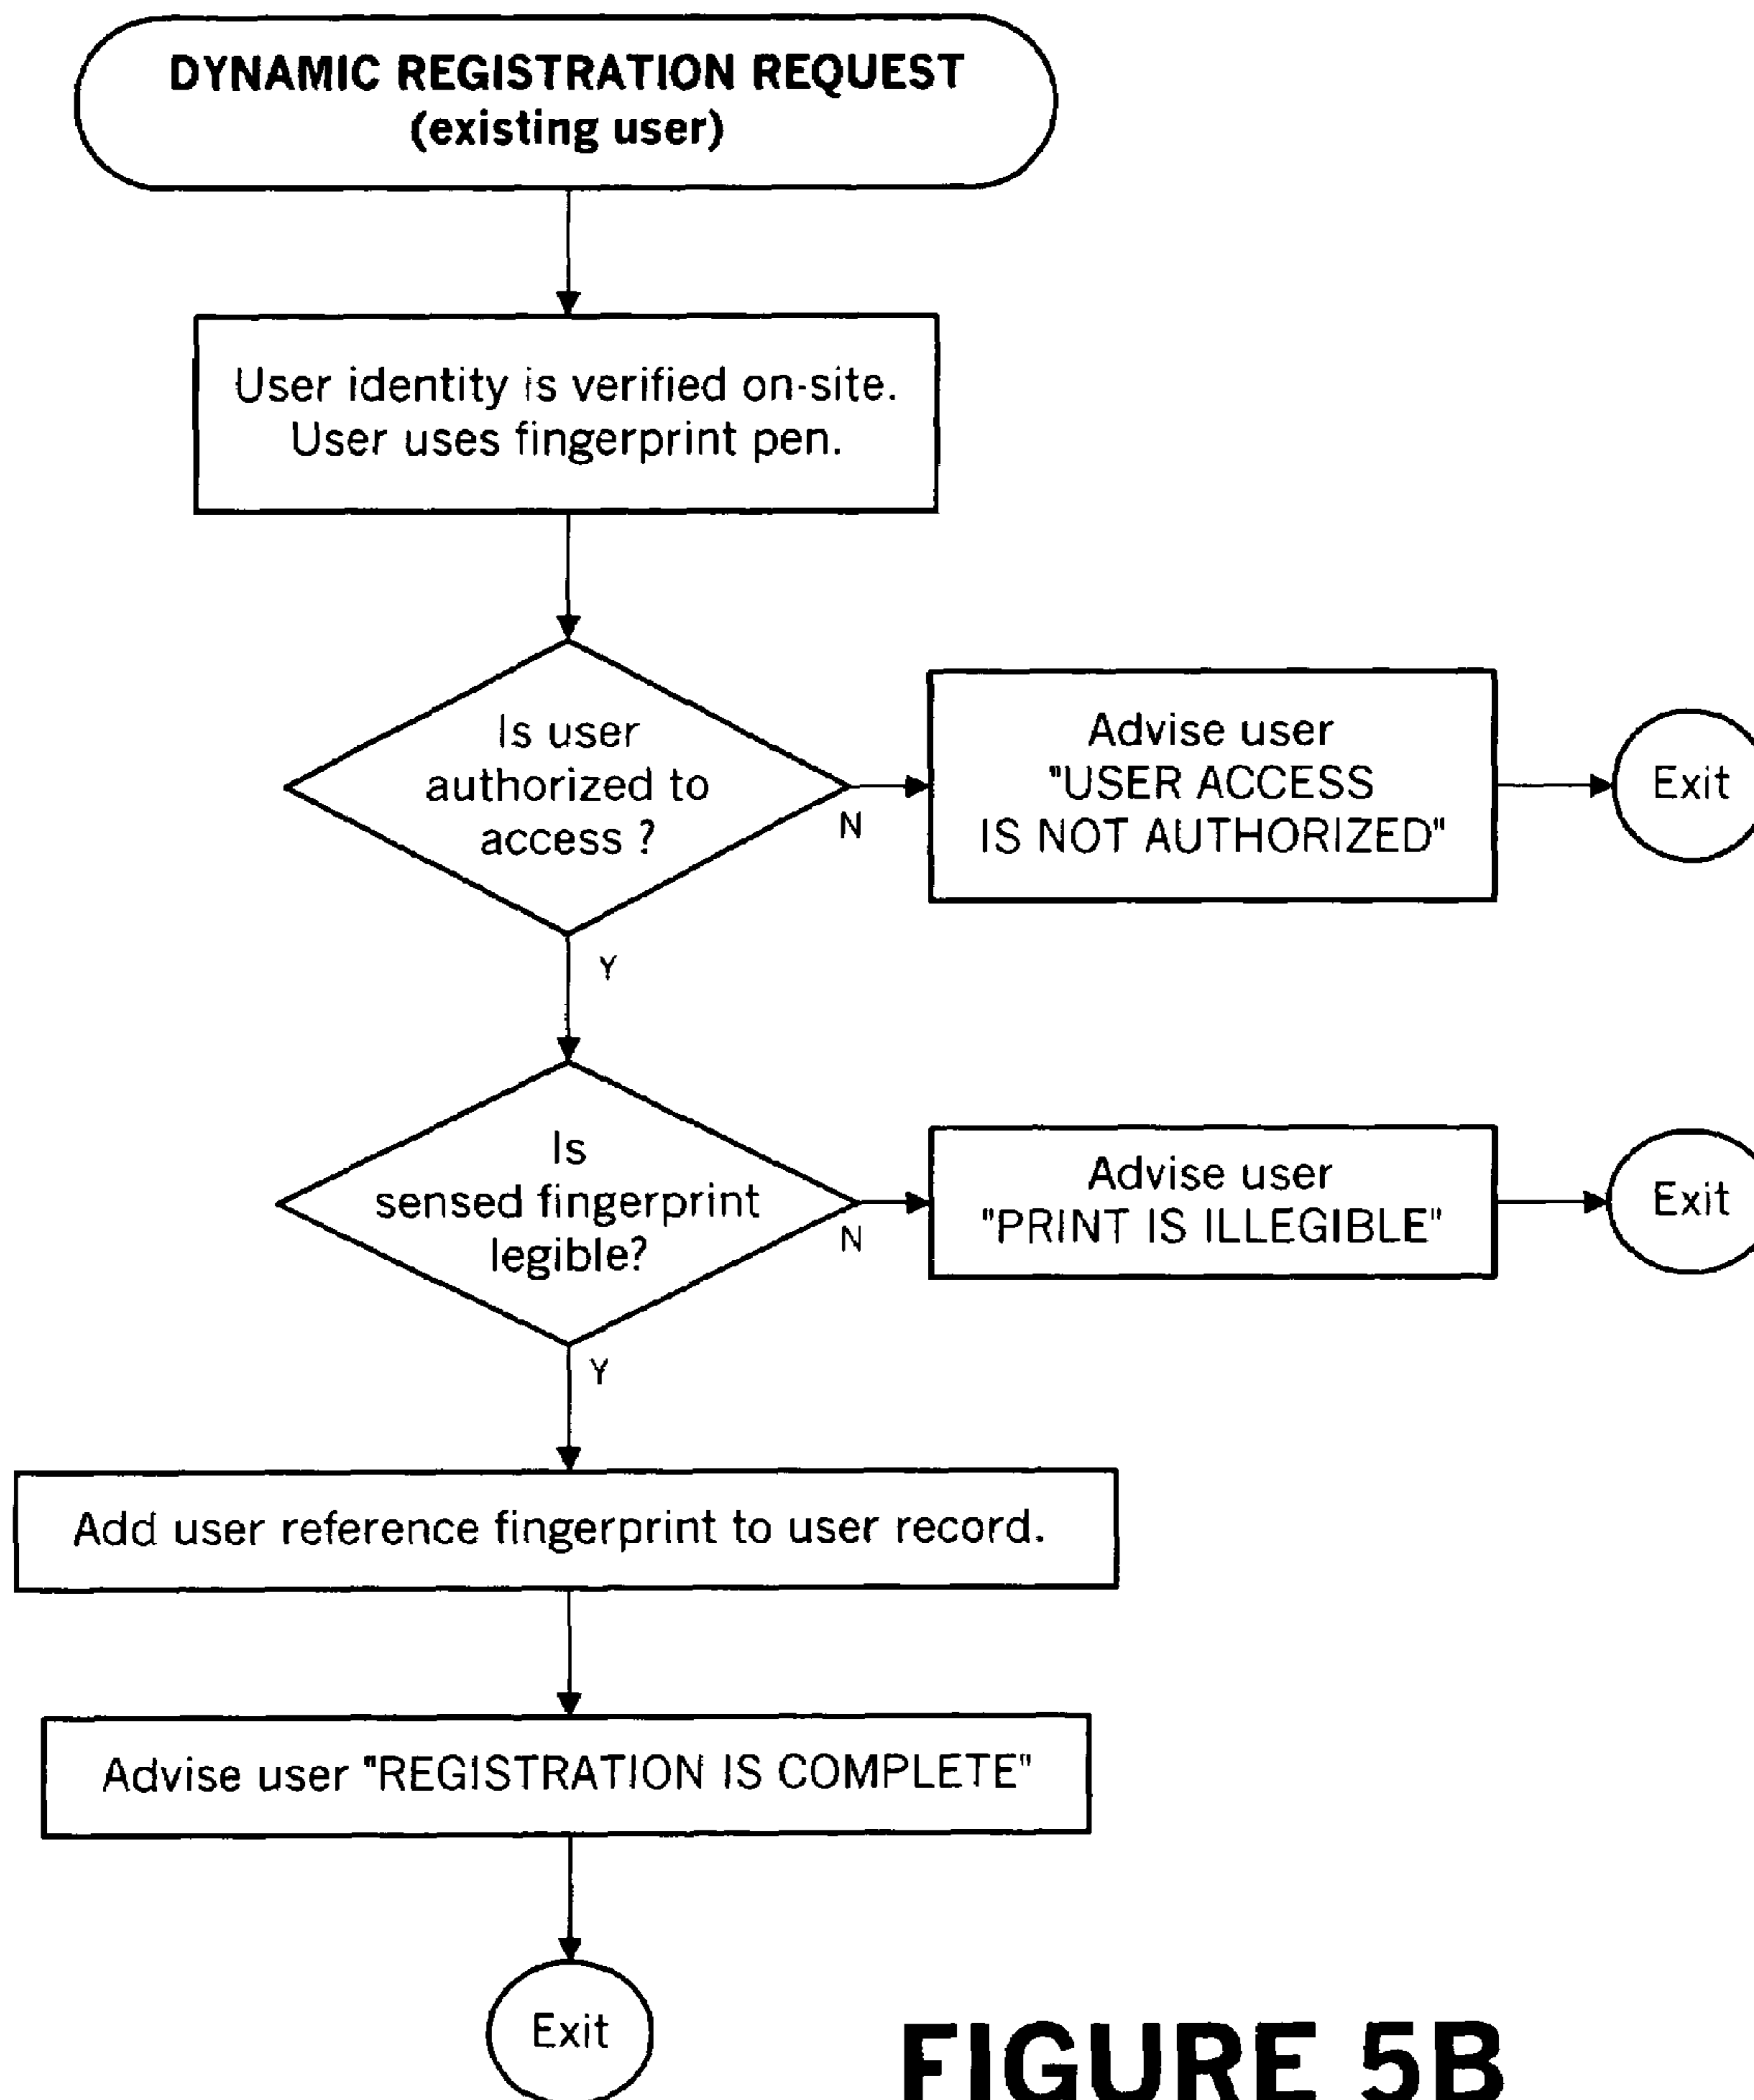 DYNAMIC REGISTRATION REQUEST
(existing user)
User identity is verified on-site.
User uses fingerprint pen.
Is user
authorized to
access ?
N
Advise user
"USER ACCESS
IS NOT AUTHORIZED"
Exit
Y
Is
sensed fingerprint
legible?
N
Advise user
"PRINT IS ILLEGIBLE"
Exit
Y
Add user reference fingerprint to user record.
Advise user "REGISTRATION IS COMPLETE"
Exit
FIGURE 5B